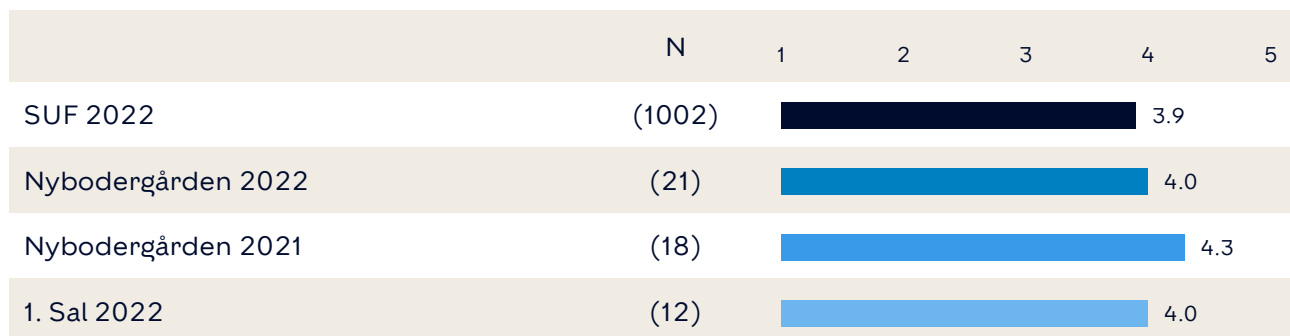 N 1 2 3 4 5
SUF 2022 (1002) 3.9
Nybodergården 2022 (21) 4.0
Nybodergården 2021 (18) 4.3
1. Sal 2022 (12) 4.0